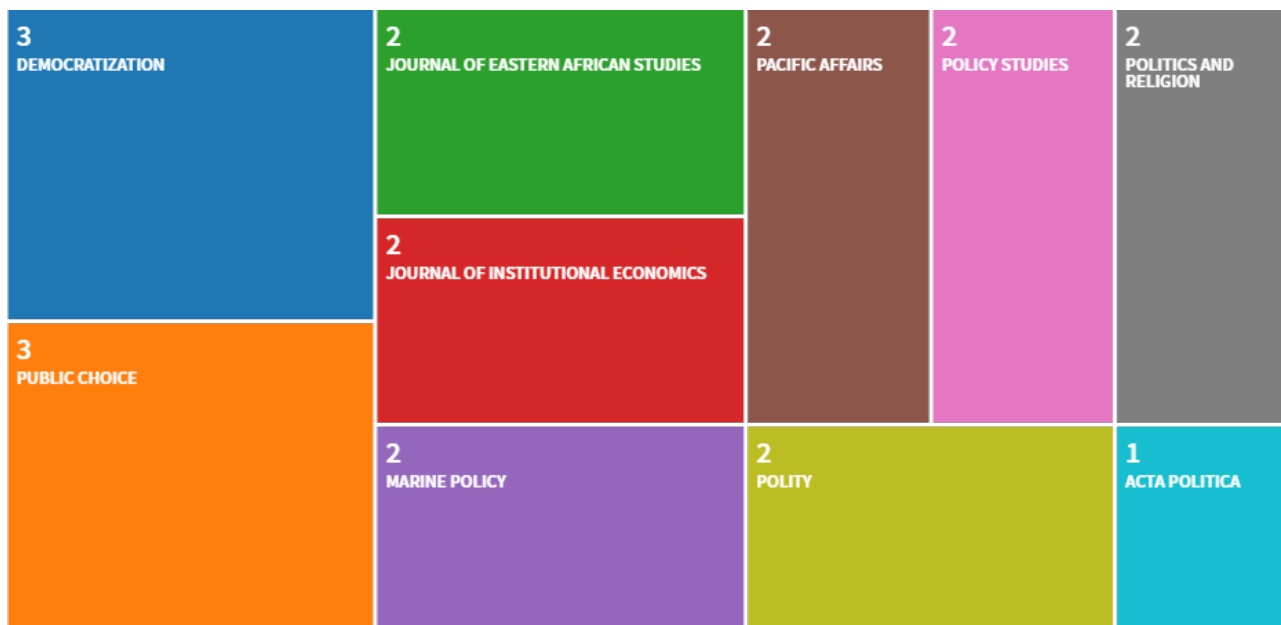 3
DEMOCRATIZATION
3
PUBLIC CHOICE
2
JOURNAL OF EASTERN AFRICAN STUDIES
2
JOURNAL OF INSTITUTIONAL ECONOMICS
2
MARINE POLICY
2
PACIFIC AFFAIRS
2
POLICY STUDIES
2
POLITICS AND
RELIGION
2
POLITY
1
ACTA POLITICA